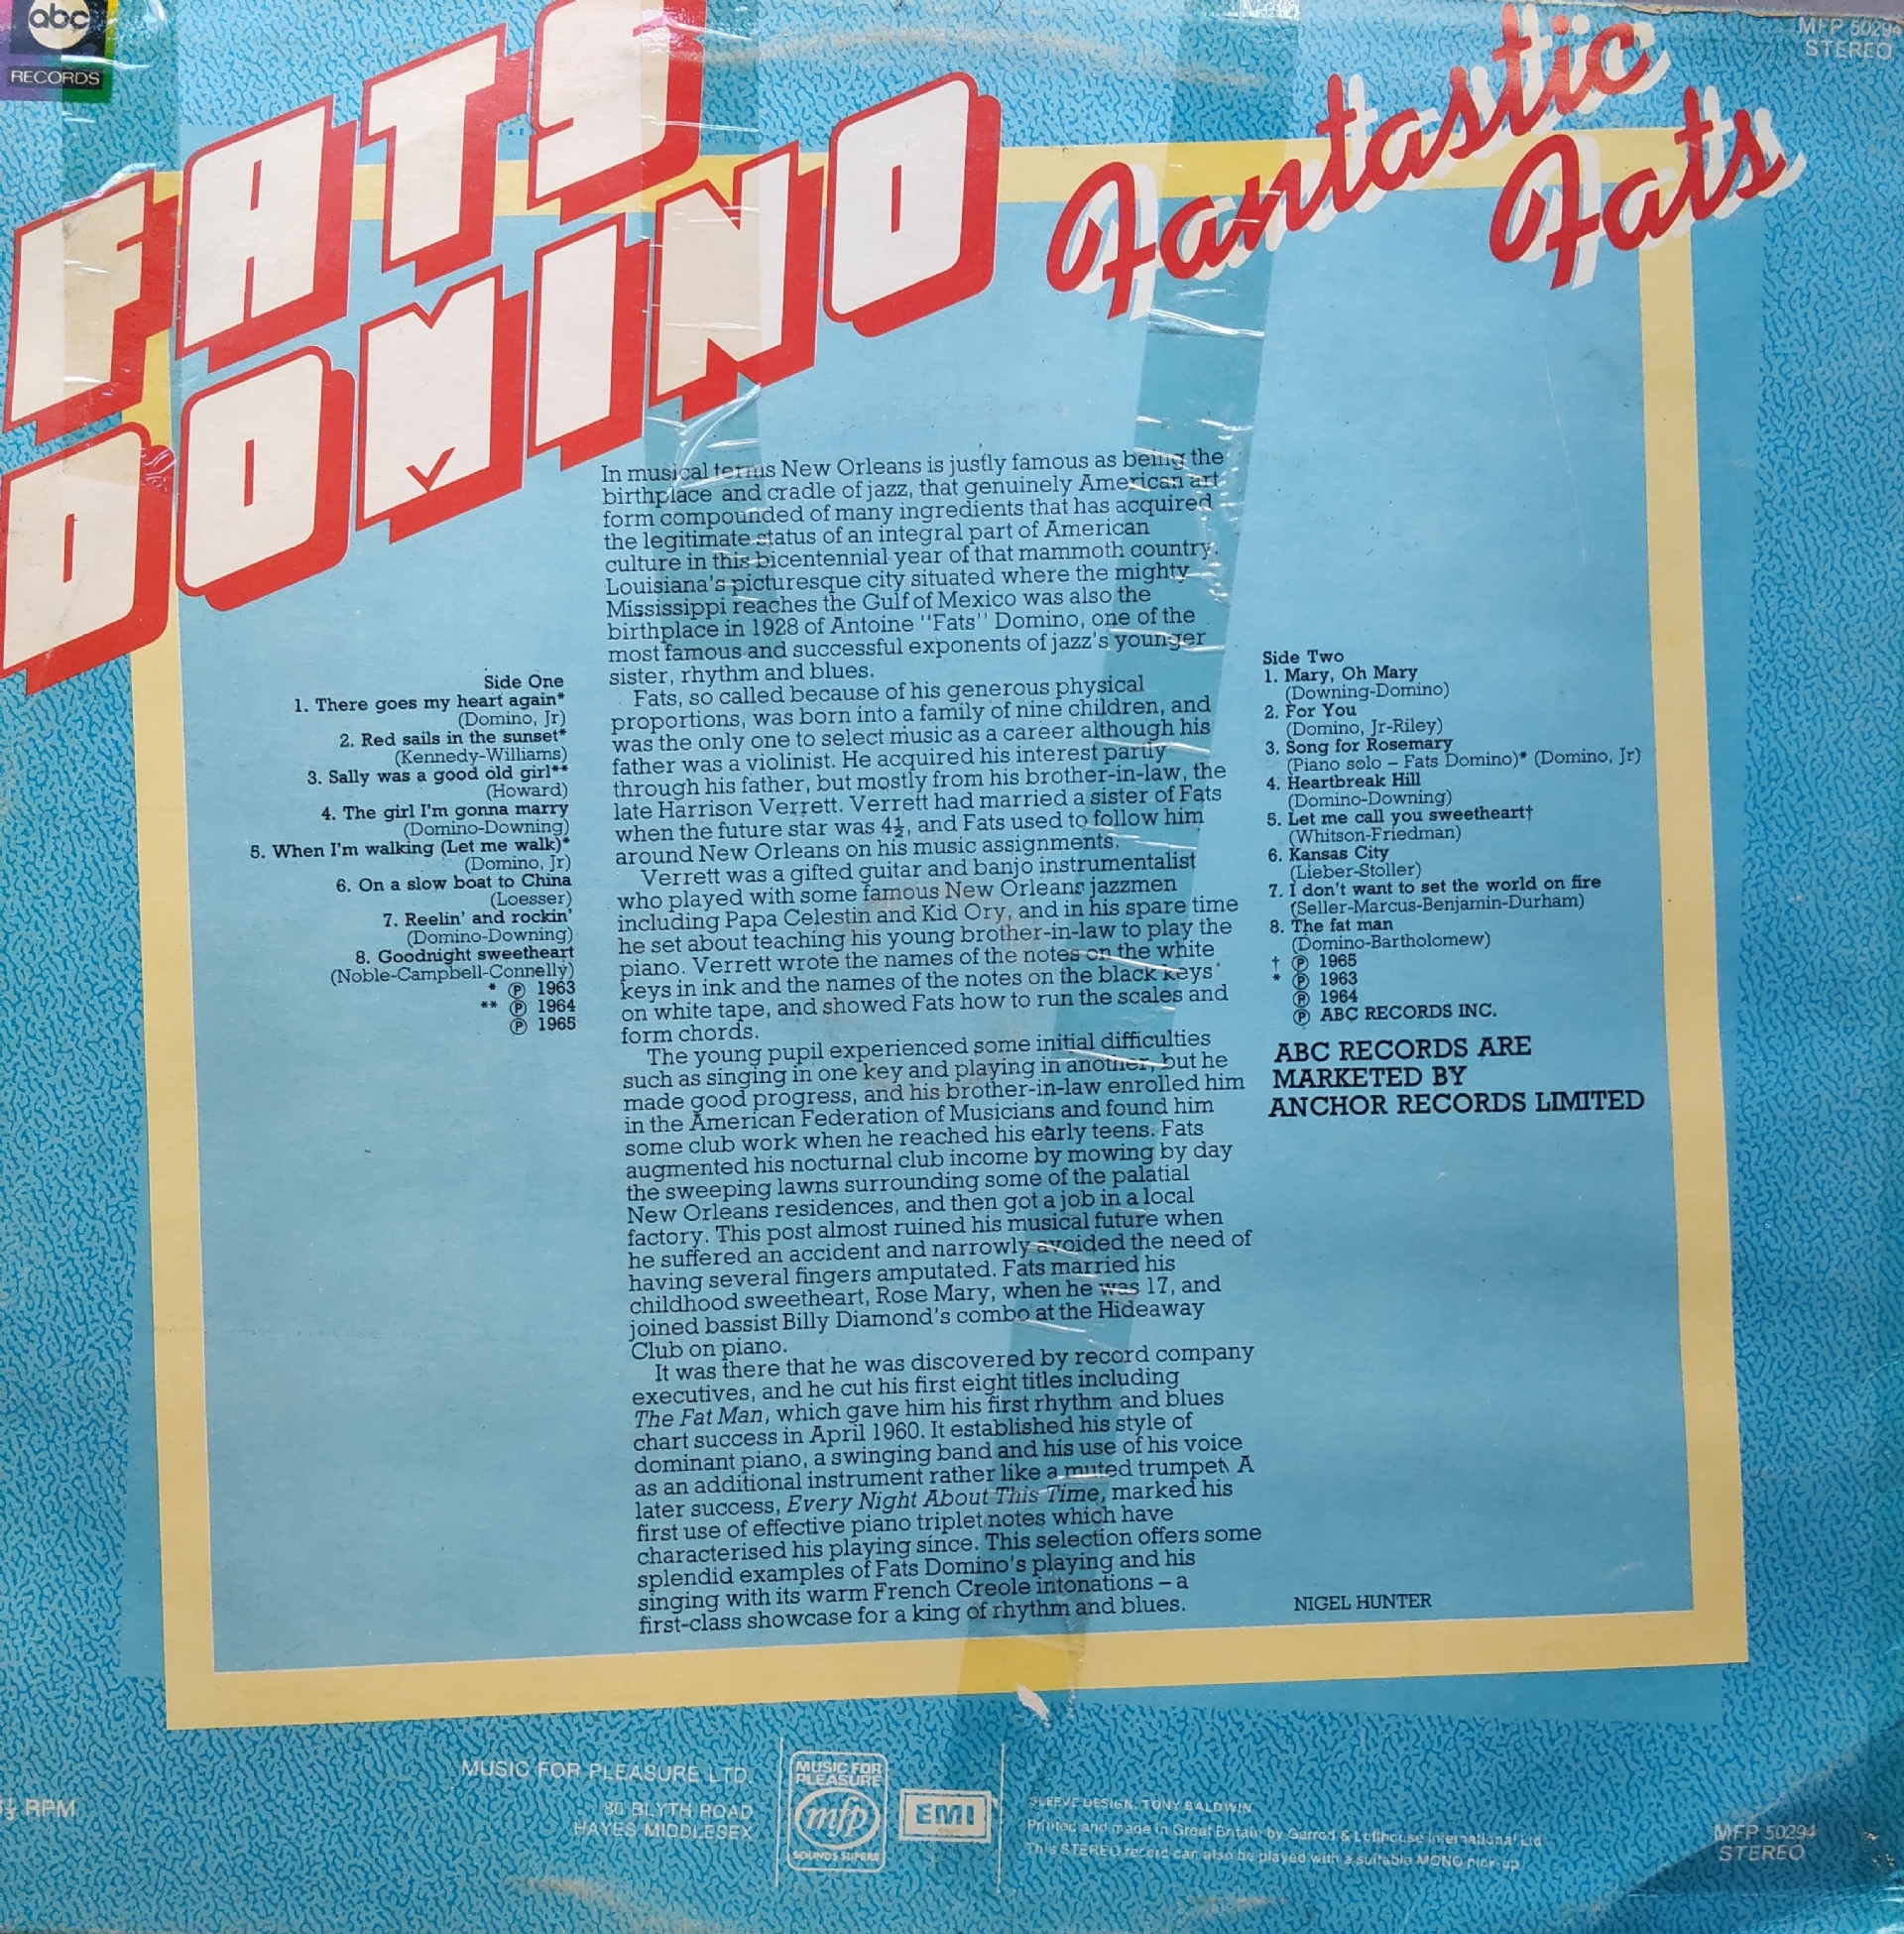 abc
RECORDS
MFP 50294
STEREO
FATS
DOMINO
Fantastic
Fats
In musical terms New Orleans is justly famous as being the
birthplace and cradle of jazz, that genuinely American art
form compounded of many ingredients that has acquired
the legitimate status of an integral part of American
culture in this bicentennial year of that mammoth country.
Louisiana's picturesque city situated where the mighty
Mississippi reaches the Gulf of Mexico was also the
birthplace in 1928 of Antoine "Fats" Domino, one of the
most famous and successful exponents of jazz's younger
sister, rhythm and blues.
Fats, so called because of his generous physical
proportions, was born into a family of nine children, and
was the only one to select music as a career although his
father was a violinist. He acquired his interest partly
through his father, but mostly from his brother-in-law, the
late Harrison Verrett. Verrett had married a sister of Fats
when the future star was 4½, and Fats used to follow him
around New Orleans on his music assignments.
Verrett was a gifted guitar and banjo instrumentalist
who played with some famous New Orleans jazzmen
including Papa Celestin and Kid Ory, and in his spare time
he set about teaching his young brother-in-law to play the
piano. Verrett wrote the names of the notes on the white
keys in ink and the names of the notes on the black keys
on white tape, and showed Fats how to run the scales and
form chords.
The young pupil experienced some initial difficulties
such as singing in one key and playing in another, but he
made good progress, and his brother-in-law enrolled him
in the American Federation of Musicians and found him
some club work when he reached his early teens. Fats
augmented his nocturnal club income by mowing by day
the sweeping lawns surrounding some of the palatial
New Orleans residences, and then got a job in a local
factory. This post almost ruined his musical future when
he suffered an accident and narrowly avoided the need of
having several fingers amputated. Fats married his
childhood sweetheart, Rose Mary, when he was 17, and
joined bassist Billy Diamond's combo at the Hideaway
Club on piano.
It was there that he was discovered by record company
executives, and he cut his first eight titles including
The Fat Man, which gave him his first rhythm and blues
chart success in April 1960. It established his style of
dominant piano, a swinging band and his use of his voice
as an additional instrument rather like a muted trumpet. A
later success, Every Night About This Time, marked his
first use of effective piano triplet notes which have
characterised his playing since. This selection offers some
splendid examples of Fats Domino's playing and his
singing with its warm French Creole intonations – a
first-class showcase for a king of rhythm and blues.
NIGEL HUNTER
Side One
1. There goes my heart again*
(Domino, Jr)
2. Red sails in the sunset*
(Kennedy-Williams)
3. Sally was a good old girl**
(Howard)
4. The girl I'm gonna marry
(Domino-Downing)
5. When I'm walking (Let me walk)*
(Domino, Jr)
6. On a slow boat to China
(Loesser)
7. Reelin' and rockin'
(Domino-Downing)
8. Goodnight sweetheart
(Noble-Campbell-Connelly)
* ℗ 1963
** ℗ 1964
℗ 1965
Side Two
1. Mary, Oh Mary
(Downing-Domino)
2. For You
(Domino, Jr-Riley)
3. Song for Rosemary
(Piano solo – Fats Domino)* (Domino, Jr)
4. Heartbreak Hill
(Domino-Downing)
5. Let me call you sweetheart†
(Whitson-Friedman)
6. Kansas City
(Lieber-Stoller)
7. I don't want to set the world on fire
(Seller-Marcus-Benjamin-Durham)
8. The fat man
(Domino-Bartholomew)
† ℗ 1965
* ℗ 1963
℗ 1964
℗ ABC RECORDS INC.
ABC RECORDS ARE
MARKETED BY
ANCHOR RECORDS LIMITED
⅓ RPM
MUSIC FOR PLEASURE LTD.
80 BLYTH ROAD
HAYES MIDDLESEX
MUSIC FOR
PLEASURE
mfp
SOUNDS SUPERB
EMI
SLEEVE DESIGN. TONY BALDWIN
Printed and made in Great Britain by Garrod & Lofthouse International Ltd
This STEREO record can also be played with a suitable MONO pick-up
MFP 50294
STEREO